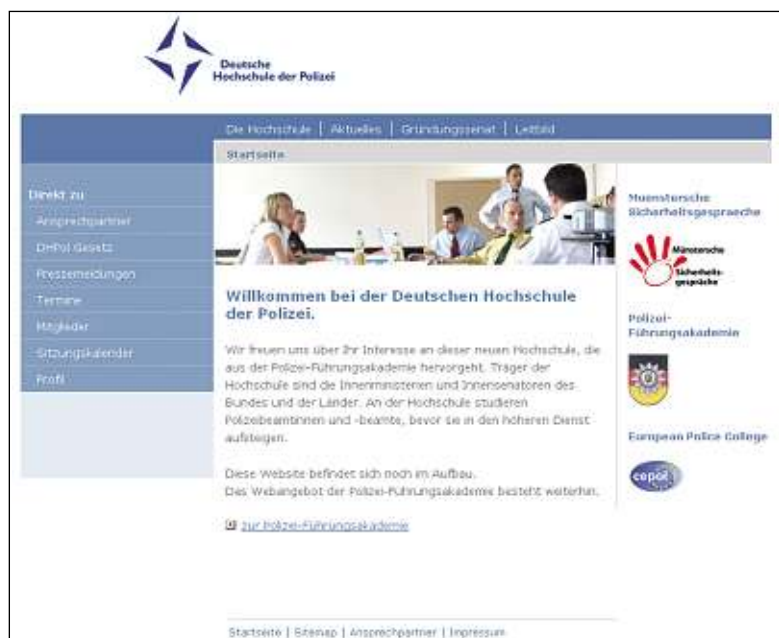 Deutsche
Hochschule der Polizei
Die Hochschule | Aktuelles | Gründungssenat | Leitbild
Startseite
Direkt zu
Ansprechpartner
DHPol Gesetz
Pressemeldungen
Termine
Mitglieder
Sitzungskalender
Profil
Willkommen bei der Deutschen Hochschule
der Polizei.
Wir freuen uns über Ihr Interesse an dieser neuen Hochschule, die
aus der Polizei-Führungsakademie hervorgeht. Träger der
Hochschule sind die Innenministerien und Innensenatoren des
Bundes und der Länder. An der Hochschule studieren
Polizeibeamtinnen und -beamte, bevor sie in den höheren Dienst
aufsteigen.
Diese Website befindet sich noch im Aufbau.
Das Webangebot der Polizei-Führungsakademie besteht weiterhin.
zur Polizei-Führungsakademie
Muenstersche
Sicherheitsgespraeche
Münstersche
Sicherheits-
gespräche
Polizei-
Führungsakademie
European Police College
cepol
Startseite | Sitemap | Ansprechpartner | Impressum